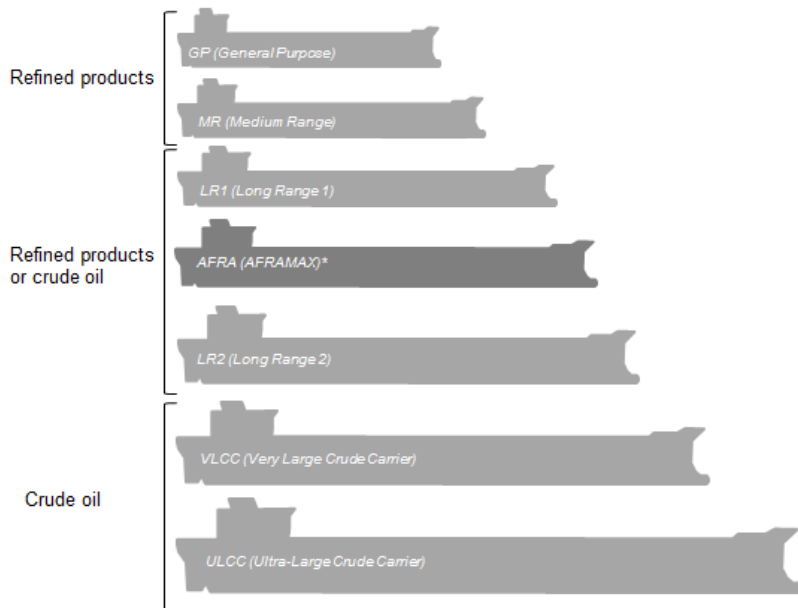 GP (General Purpose)
Refined products
MR (Medium Range)
LR1 (Long Range 1)
Refined products
or crude oil
AFRA (AFRAMAX)*
LR2 (Long Range 2)
VLCC (Very Large Crude Carrier)
Crude oil
ULCC (Ultra-Large Crude Carrier)